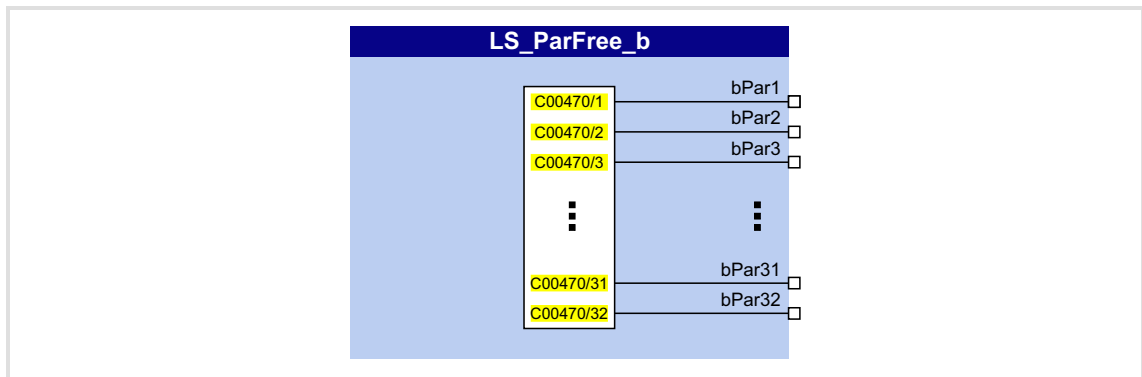 LS_ParFree_b
C00470/1 bPar1
C00470/2 bPar2
C00470/3 bPar3
C00470/31 bPar31
C00470/32 bPar32